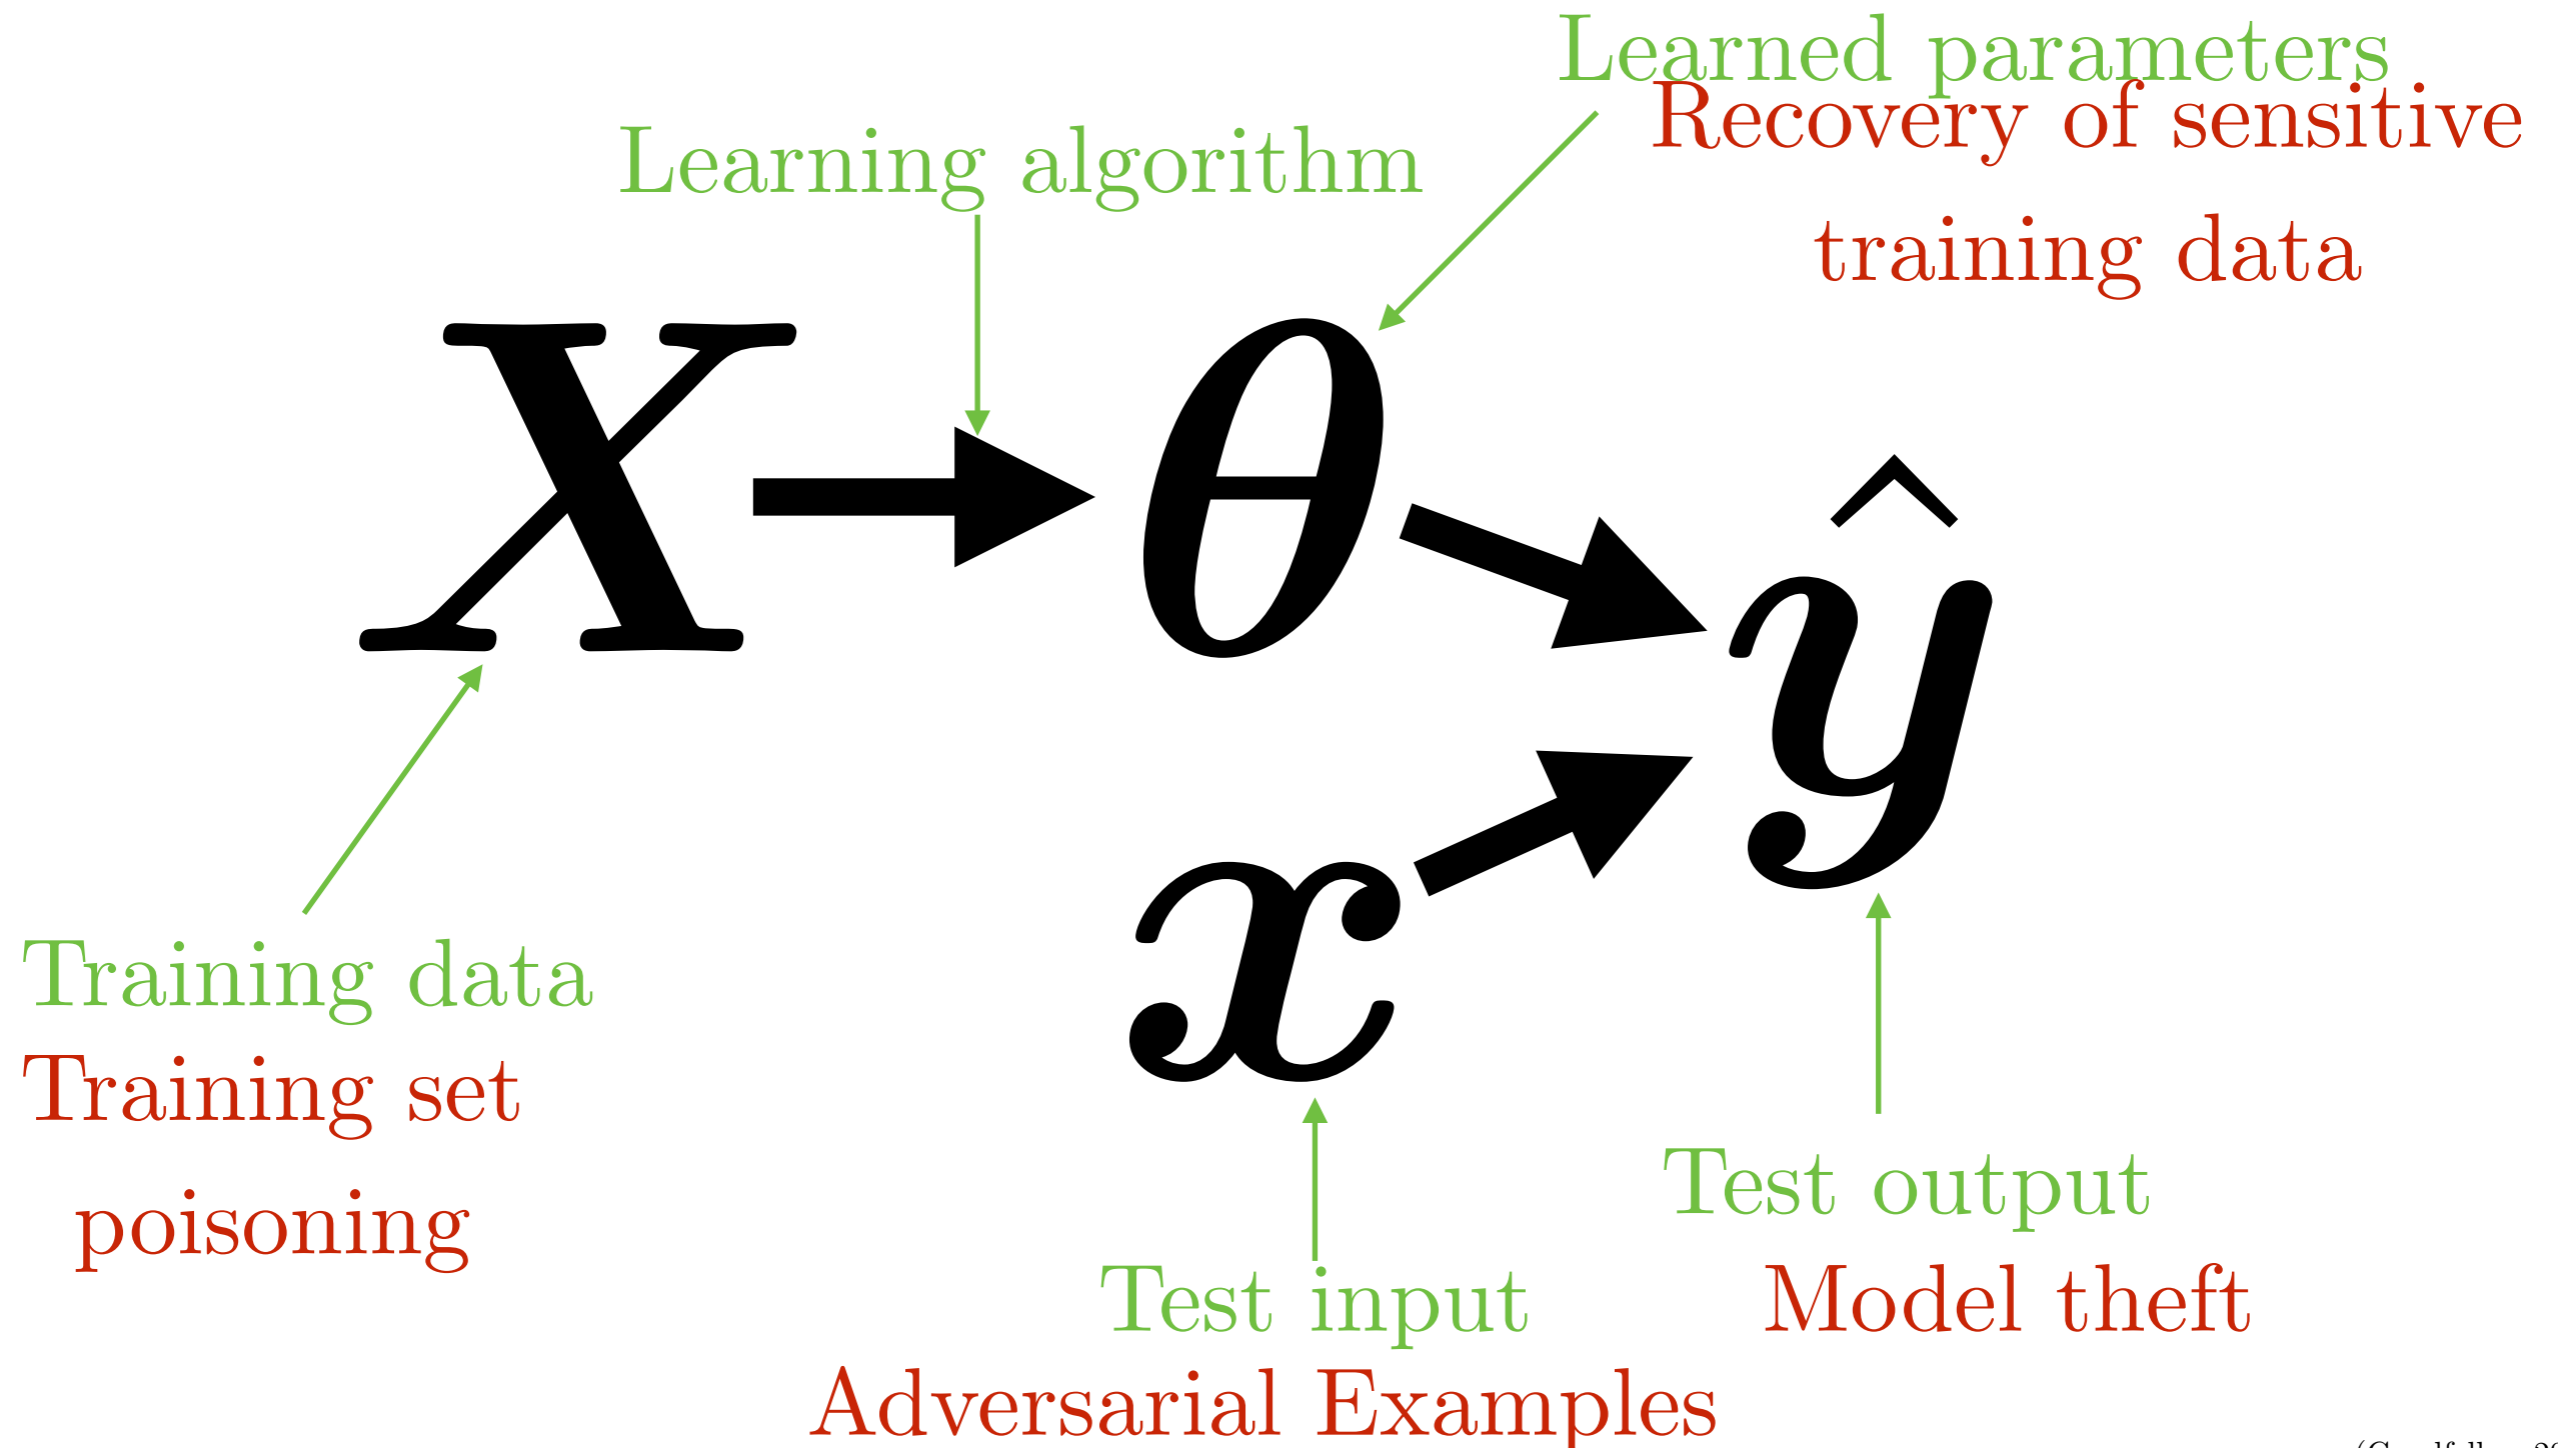 Learned parameters
Recovery of sensitive
training data
Learning algorithm
X
θ
ŷ
x
Training data
Training set
poisoning
Test output
Model theft
Test input
Adversarial Examples